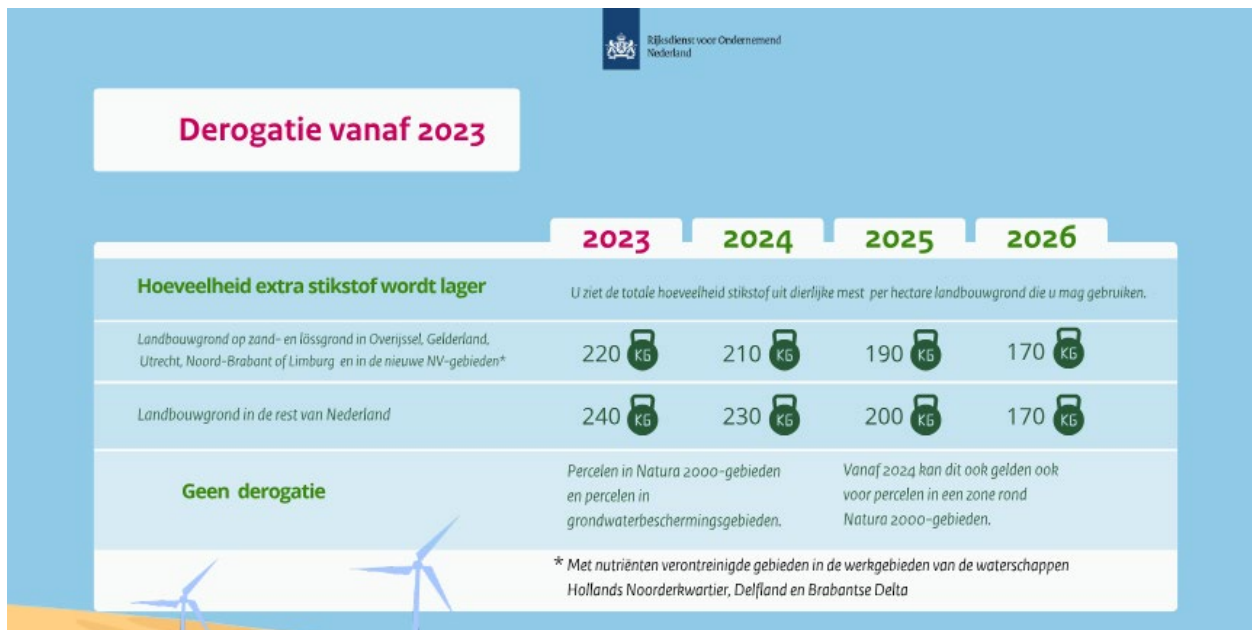 Rijksdienst voor Ondernemend
Nederland
Derogatie vanaf 2023
2023 2024 2025 2026
Hoeveelheid extra stikstof wordt lager
U ziet de totale hoeveelheid stikstof uit dierlijke mest per hectare landbouwgrond die u mag gebruiken.
Landbouwgrond op zand- en lössgrond in Overijssel, Gelderland,
Utrecht, Noord-Brabant of Limburg en in de nieuwe NV-gebieden*
220 KG 210 KG 190 KG 170 KG
Landbouwgrond in de rest van Nederland
240 KG 230 KG 200 KG 170 KG
Geen derogatie
Percelen in Natura 2000-gebieden
en percelen in
grondwaterbeschermingsgebieden.
Vanaf 2024 kan dit ook gelden ook
voor percelen in een zone rond
Natura 2000-gebieden.
* Met nutriënten verontreinigde gebieden in de werkgebieden van de waterschappen
Hollands Noorderkwartier, Delfland en Brabantse Delta